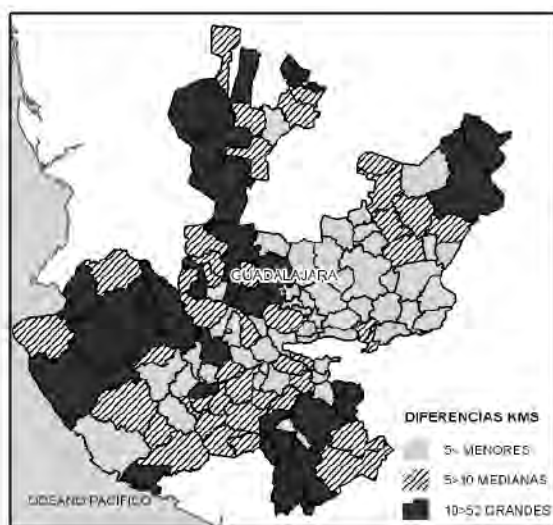 GUADALAJARA
DIFERENCIAS KMS
5< MENORES
5>10 MEDIANAS
10>52 GRANDES
OCEANO PACIFICO